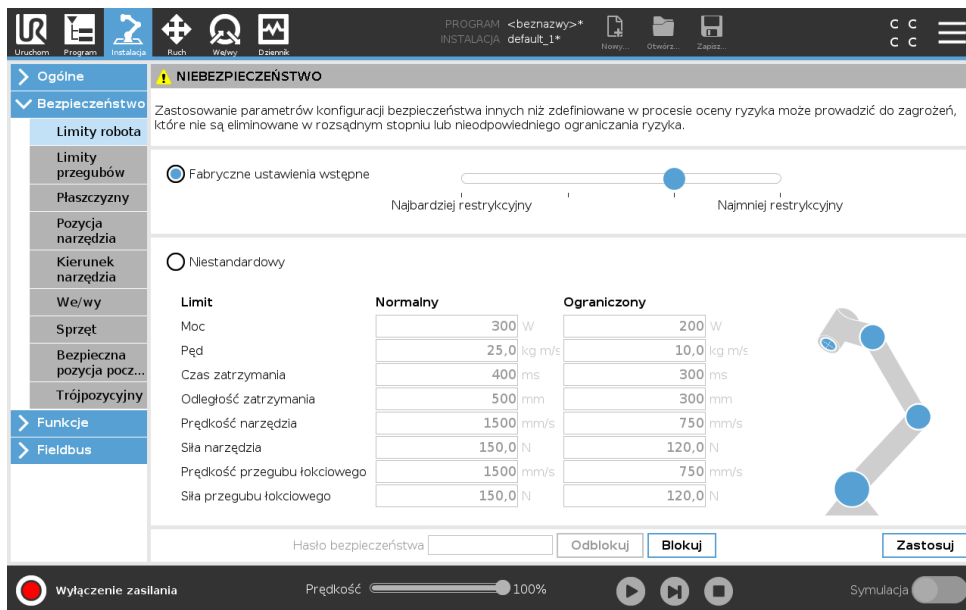 PROGRAM <beznazwy>*
INSTALACJA default_1*
Uruchom Program Instalacja Ruch We/wy Dziennik Nowy... Otwórz... Zapisz...
C C
C C
Ogólne
Bezpieczeństwo
Limity robota
Limity
przegubów
Płaszczyzny
Pozycja
narzędzia
Kierunek
narzędzia
We/wy
Sprzęt
Bezpieczna
pozycja pocz...
Trójpozycyjny
Funkcje
Fieldbus
NIEBEZPIECZEŃSTWO
Zastosowanie parametrów konfiguracji bezpieczeństwa innych niż zdefiniowane w procesie oceny ryzyka może prowadzić do zagrożeń,
które nie są eliminowane w rozsądnym stopniu lub nieodpowiedniego ograniczania ryzyka.
Fabryczne ustawienia wstępne
Najbardziej restrykcyjny Najmniej restrykcyjny
Niestandardowy
Limit Normalny Ograniczony
Moc 300 W 200 W
Pęd 25,0 kg m/s 10,0 kg m/s
Czas zatrzymania 400 ms 300 ms
Odległość zatrzymania 500 mm 300 mm
Prędkość narzędzia 1500 mm/s 750 mm/s
Siła narzędzia 150,0 N 120,0 N
Prędkość przegubu łokciowego 1500 mm/s 750 mm/s
Siła przegubu łokciowego 150,0 N 120,0 N
Hasło bezpieczeństwa Odblokuj Blokuj Zastosuj
Wyłączenie zasilania Prędkość 100% Symulacja